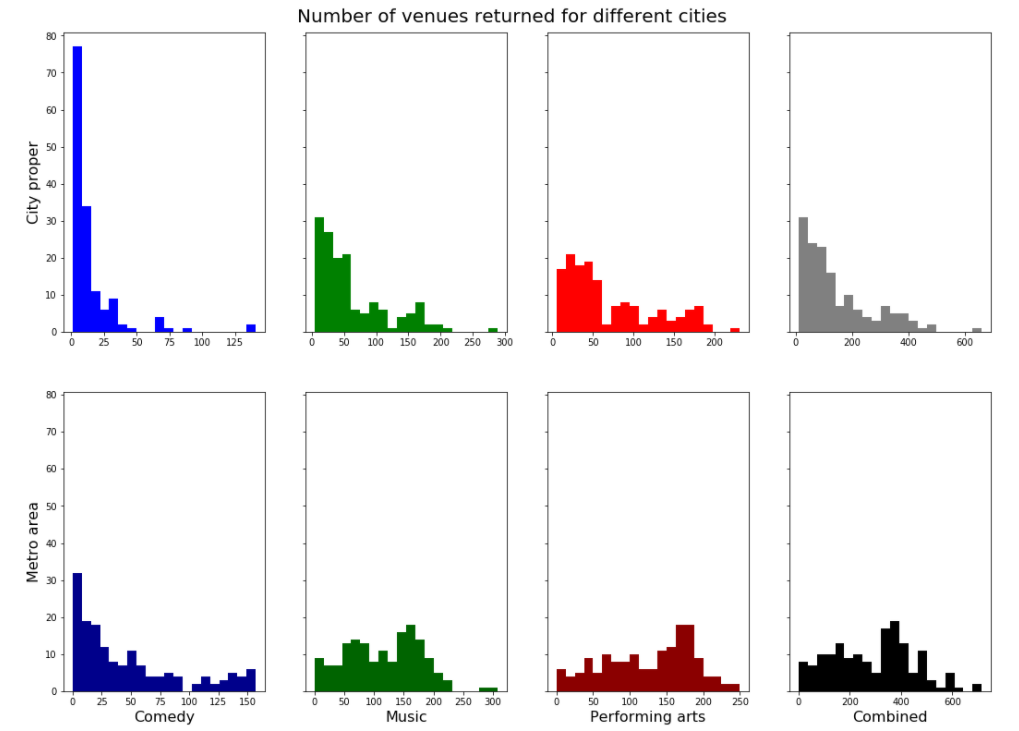 Number of venues returned for different cities
80
70
60
50
40
30
20
10
0
City proper
0 25 50 75 100 125
0 50 100 150 200 250 300
0 50 100 150 200
0 200 400 600
80
70
60
50
40
30
20
10
0
Metro area
0 25 50 75 100 125 150
0 50 100 150 200 250 300
0 50 100 150 200 250
0 200 400 600
Comedy
Music
Performing arts
Combined